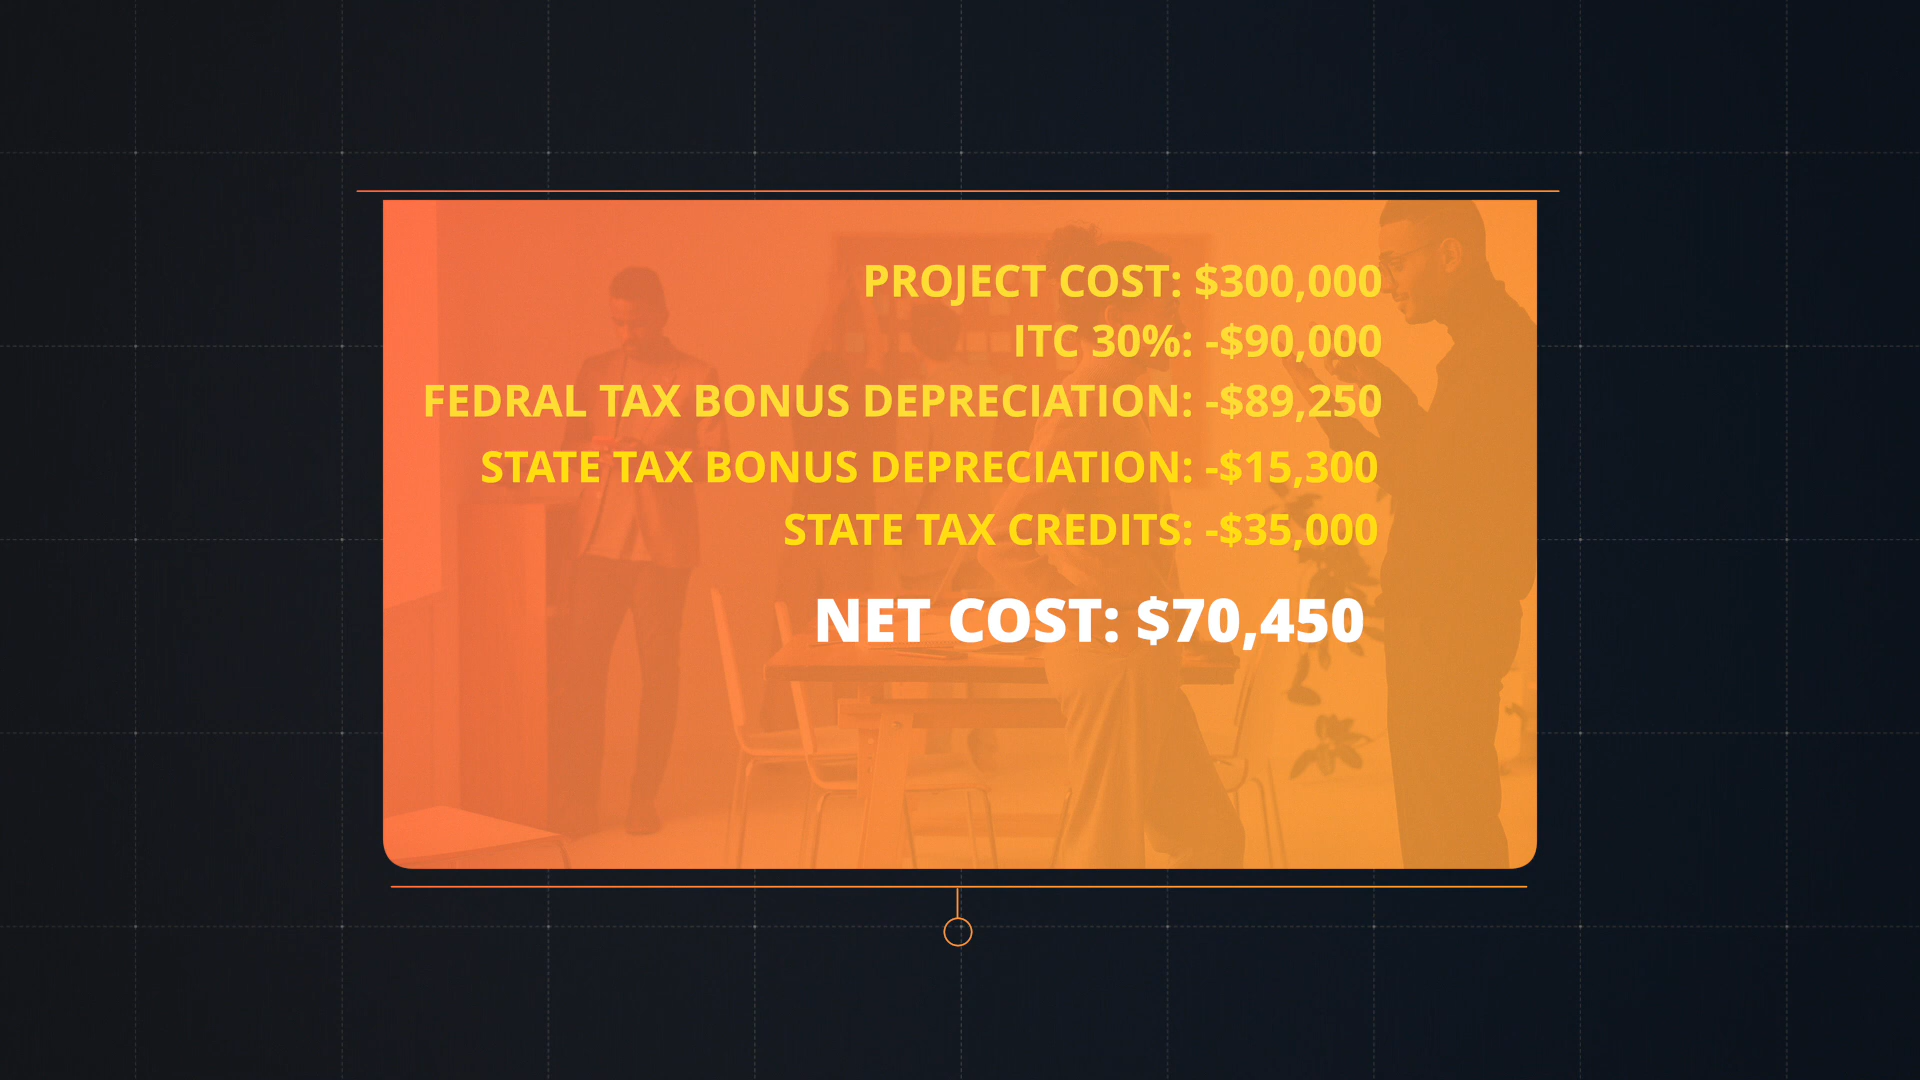 PROJECT COST: $300,000
ITC 30%: -$90,000
FEDRAL TAX BONUS DEPRECIATION: -$89,250
STATE TAX BONUS DEPRECIATION: -$15,300
STATE TAX CREDITS: -$35,000
NET COST: $70,450